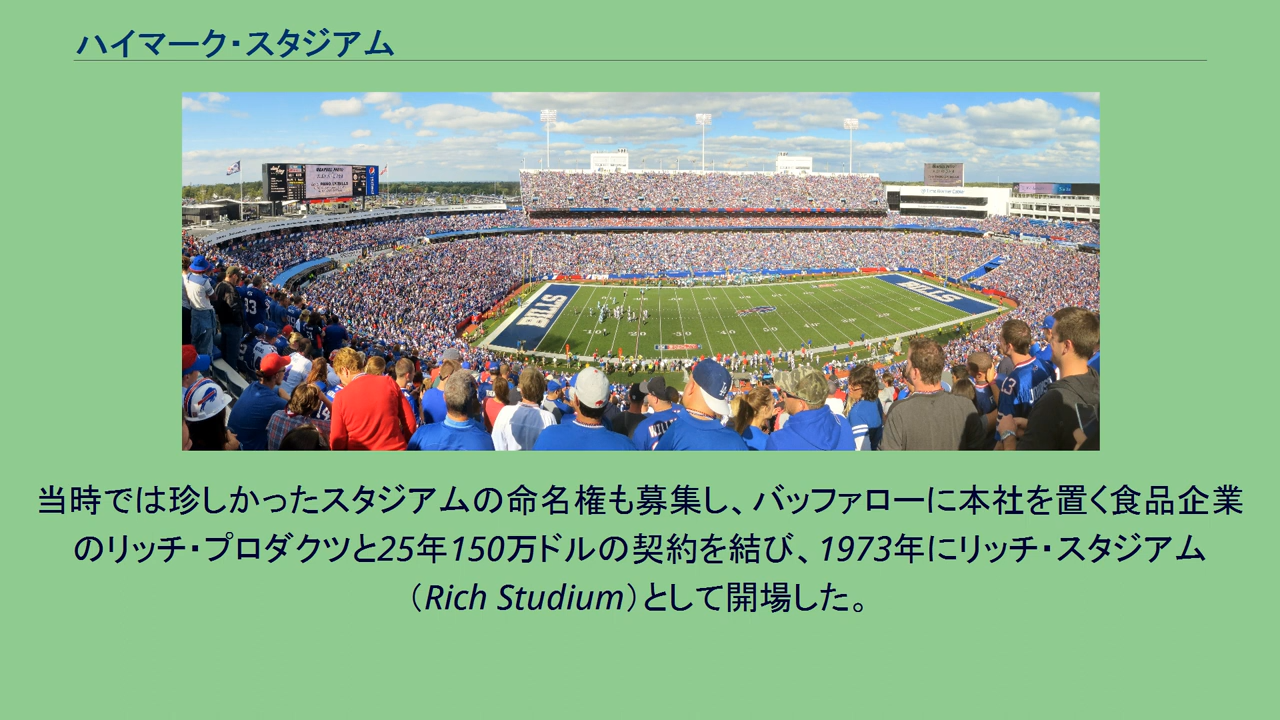 ハイマーク・スタジアム
BILLS
BILLS
当時では珍しかったスタジアムの命名権も募集し、バッファローに本社を置く食品企業
のリッチ・プロダクツと25年150万ドルの契約を結び、1973年にリッチ・スタジアム
（Rich Studium）として開場した。